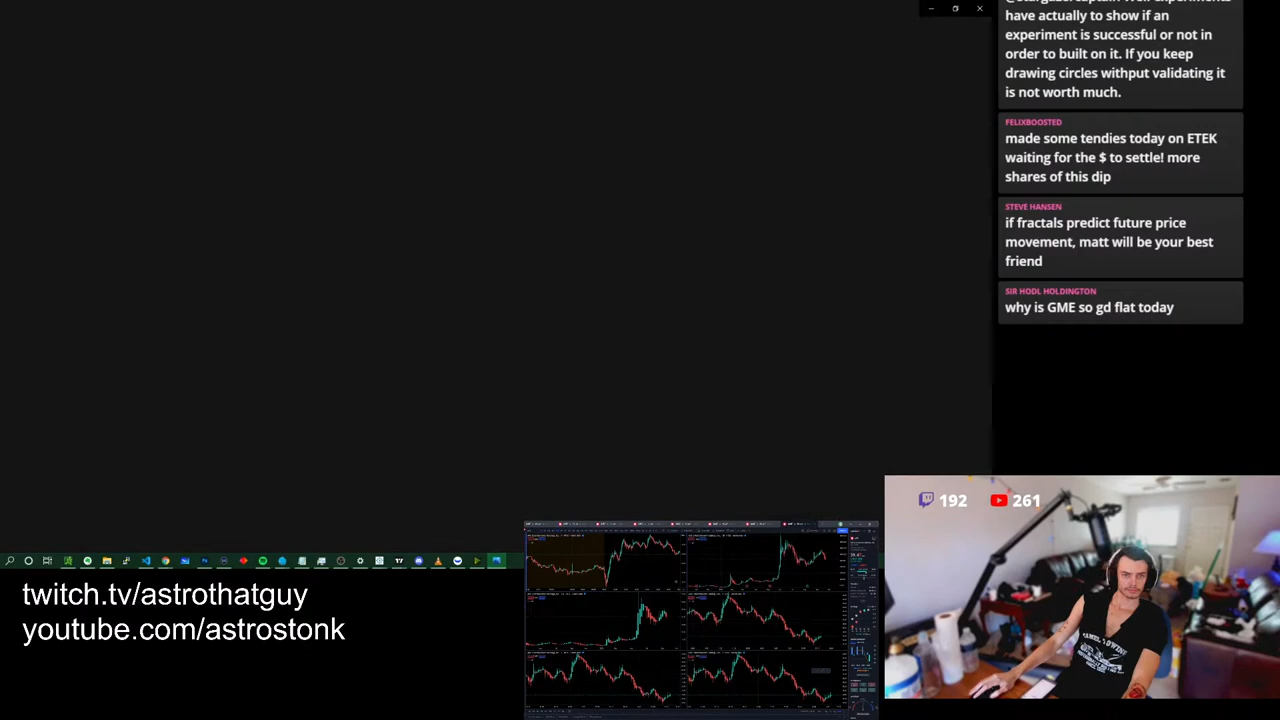 have actually to show if an
experiment is successful or not in
order to built on it. If you keep
drawing circles withput validating it
is not worth much.
FELIXBOOSTED
made some tendies today on ETEK
waiting for the $ to settle! more
shares of this dip
STEVE HANSEN
if fractals predict future price
movement, matt will be your best
friend
SIR HODL HOLDINGTON
why is GME so gd flat today
192
261
twitch.tv/astrothatguy
youtube.com/astrostonk